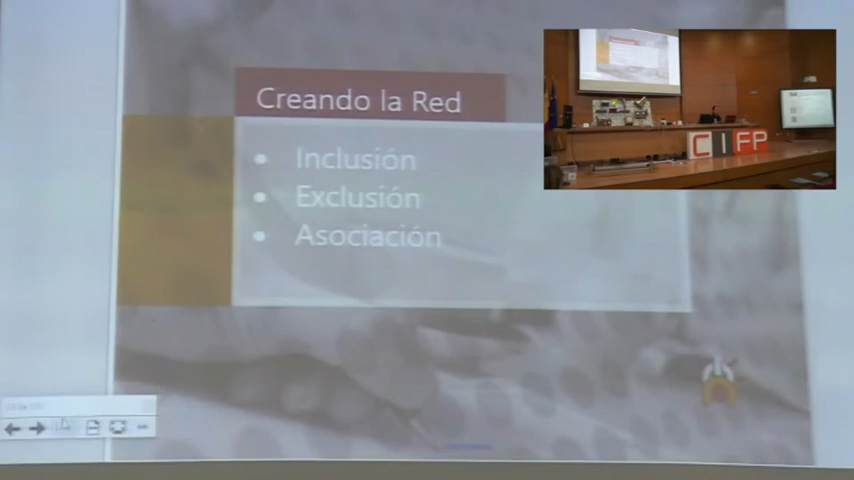 Creando la Red
• Inclusión
• Exclusión
• Asociación
CIFP